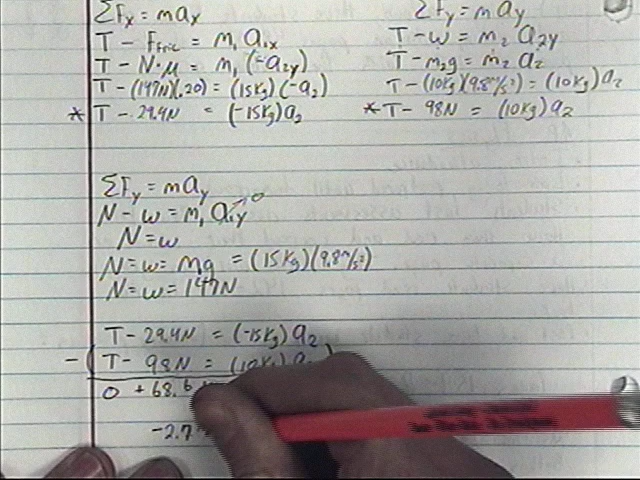 ΣFx = max
T - Ffric = m₁ a₁x
T - N·μ = m₁ (-a₂y)
T - (147N)(.20) = (15kg)(-a₂)
* T - 29.4N = (-15kg)a₂
ΣFy = may
T - w = m₂ a₂y
T - m₂g = m₂ a₂
T - (10kg)(9.8m/s²) = (10kg)a₂
* T - 98N = (10kg)a₂
ΣFy = may
N - w = m₁ a₁y → 0
N = w
N = w = mg = (15kg)(9.8m/s²)
N = w = 147N
T - 29.4N = (-15kg)a₂
- (T - 98N = (10kg)a₂)
0 + 68.6
-2.7